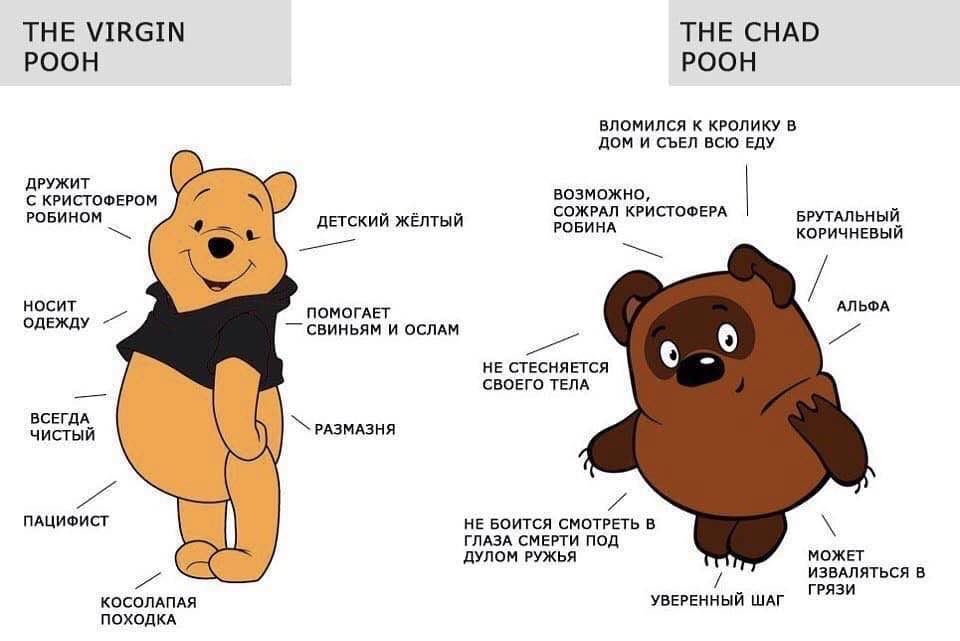 THE VIRGIN
POOH
THE CHAD
POOH
ДРУЖИТ
С КРИСТОФЕРОМ
РОБИНОМ
ДЕТСКИЙ ЖЁЛТЫЙ
НОСИТ
ОДЕЖДУ
ПОМОГАЕТ
СВИНЬЯМ И ОСЛАМ
ВСЕГДА
ЧИСТЫЙ
РАЗМАЗНЯ
ПАЦИФИСТ
КОСОЛАПАЯ
ПОХОДКА
ВЛОМИЛСЯ К КРОЛИКУ В
ДОМ И СЪЕЛ ВСЮ ЕДУ
ВОЗМОЖНО,
СОЖРАЛ КРИСТОФЕРА
РОБИНА
БРУТАЛЬНЫЙ
КОРИЧНЕВЫЙ
АЛЬФА
НЕ СТЕСНЯЕТСЯ
СВОЕГО ТЕЛА
НЕ БОИТСЯ СМОТРЕТЬ В
ГЛАЗА СМЕРТИ ПОД
ДУЛОМ РУЖЬЯ
МОЖЕТ
ИЗВАЛЯТЬСЯ В
ГРЯЗИ
УВЕРЕННЫЙ ШАГ